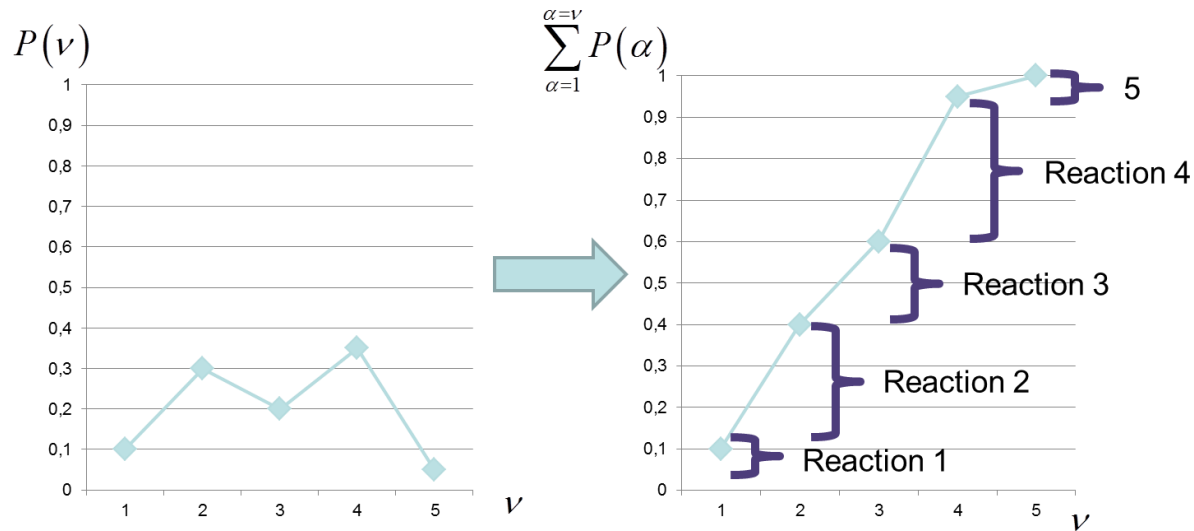 P(ν)
1
0,9
0,8
0,7
0,6
0,5
0,4
0,3
0,2
0,1
0
1 2 3 4 5
ν
α=ν
∑ P(α)
α=1
1
0,9
0,8
0,7
0,6
0,5
0,4
0,3
0,2
0,1
0
1 2 3 4 5
ν
5
Reaction 4
Reaction 3
Reaction 2
Reaction 1